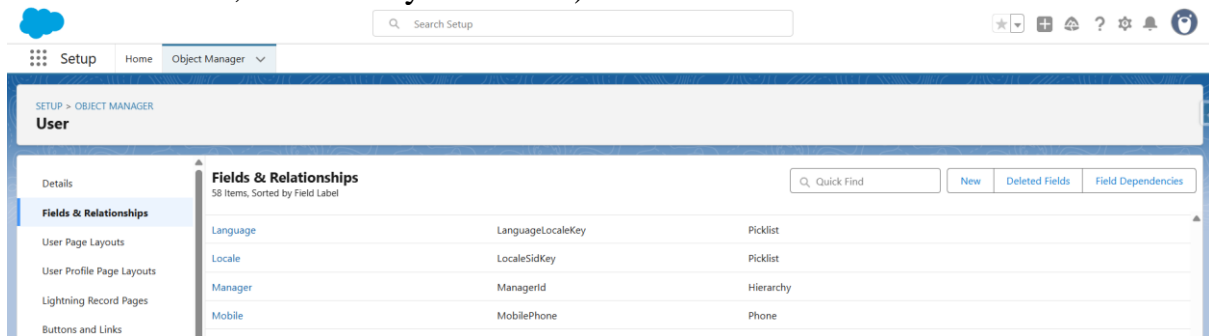 Search Setup
Setup Home Object Manager
SETUP > OBJECT MANAGER
User
Details
Fields & Relationships
User Page Layouts
User Profile Page Layouts
Lightning Record Pages
Buttons and Links
Fields & Relationships
58 Items, Sorted by Field Label
Quick Find
New Deleted Fields Field Dependencies
Language LanguageLocaleKey Picklist
Locale LocaleSidKey Picklist
Manager ManagerId Hierarchy
Mobile MobilePhone Phone